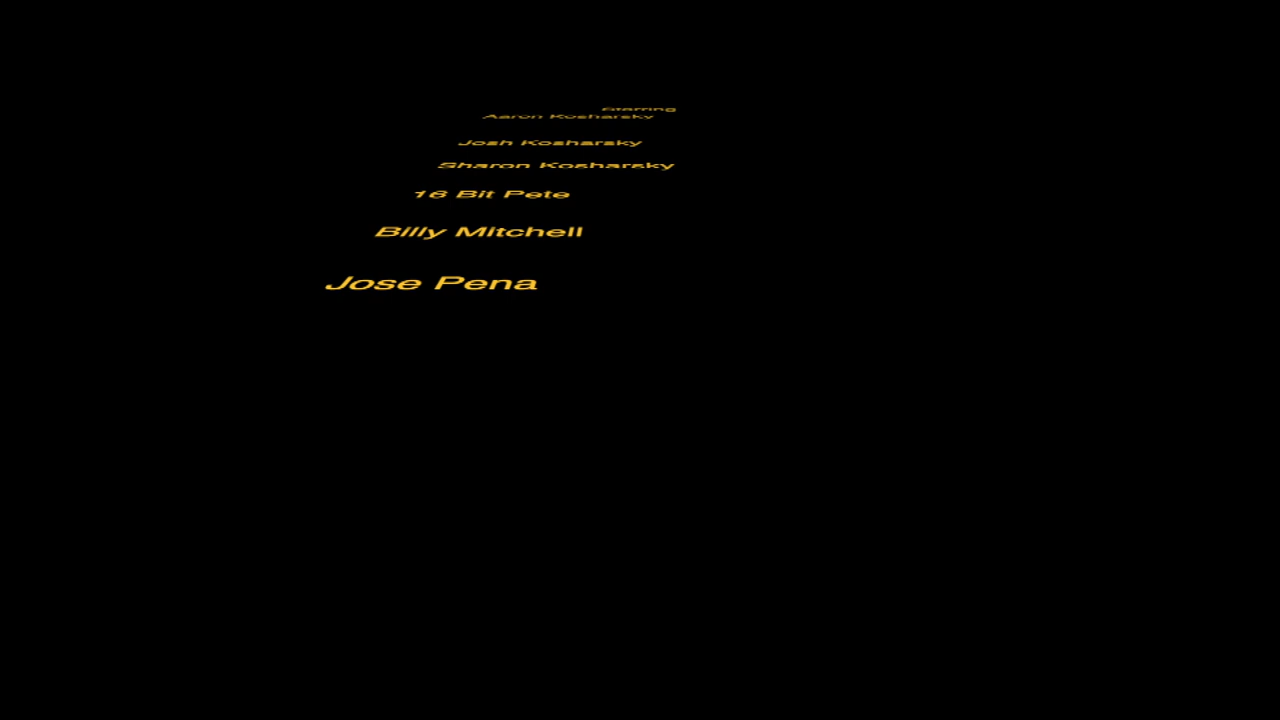 Starring
Aaron Kosharsky
Josh Kosharsky
Sharon Kosharsky
16 Bit Pete
Billy Mitchell
Jose Pena